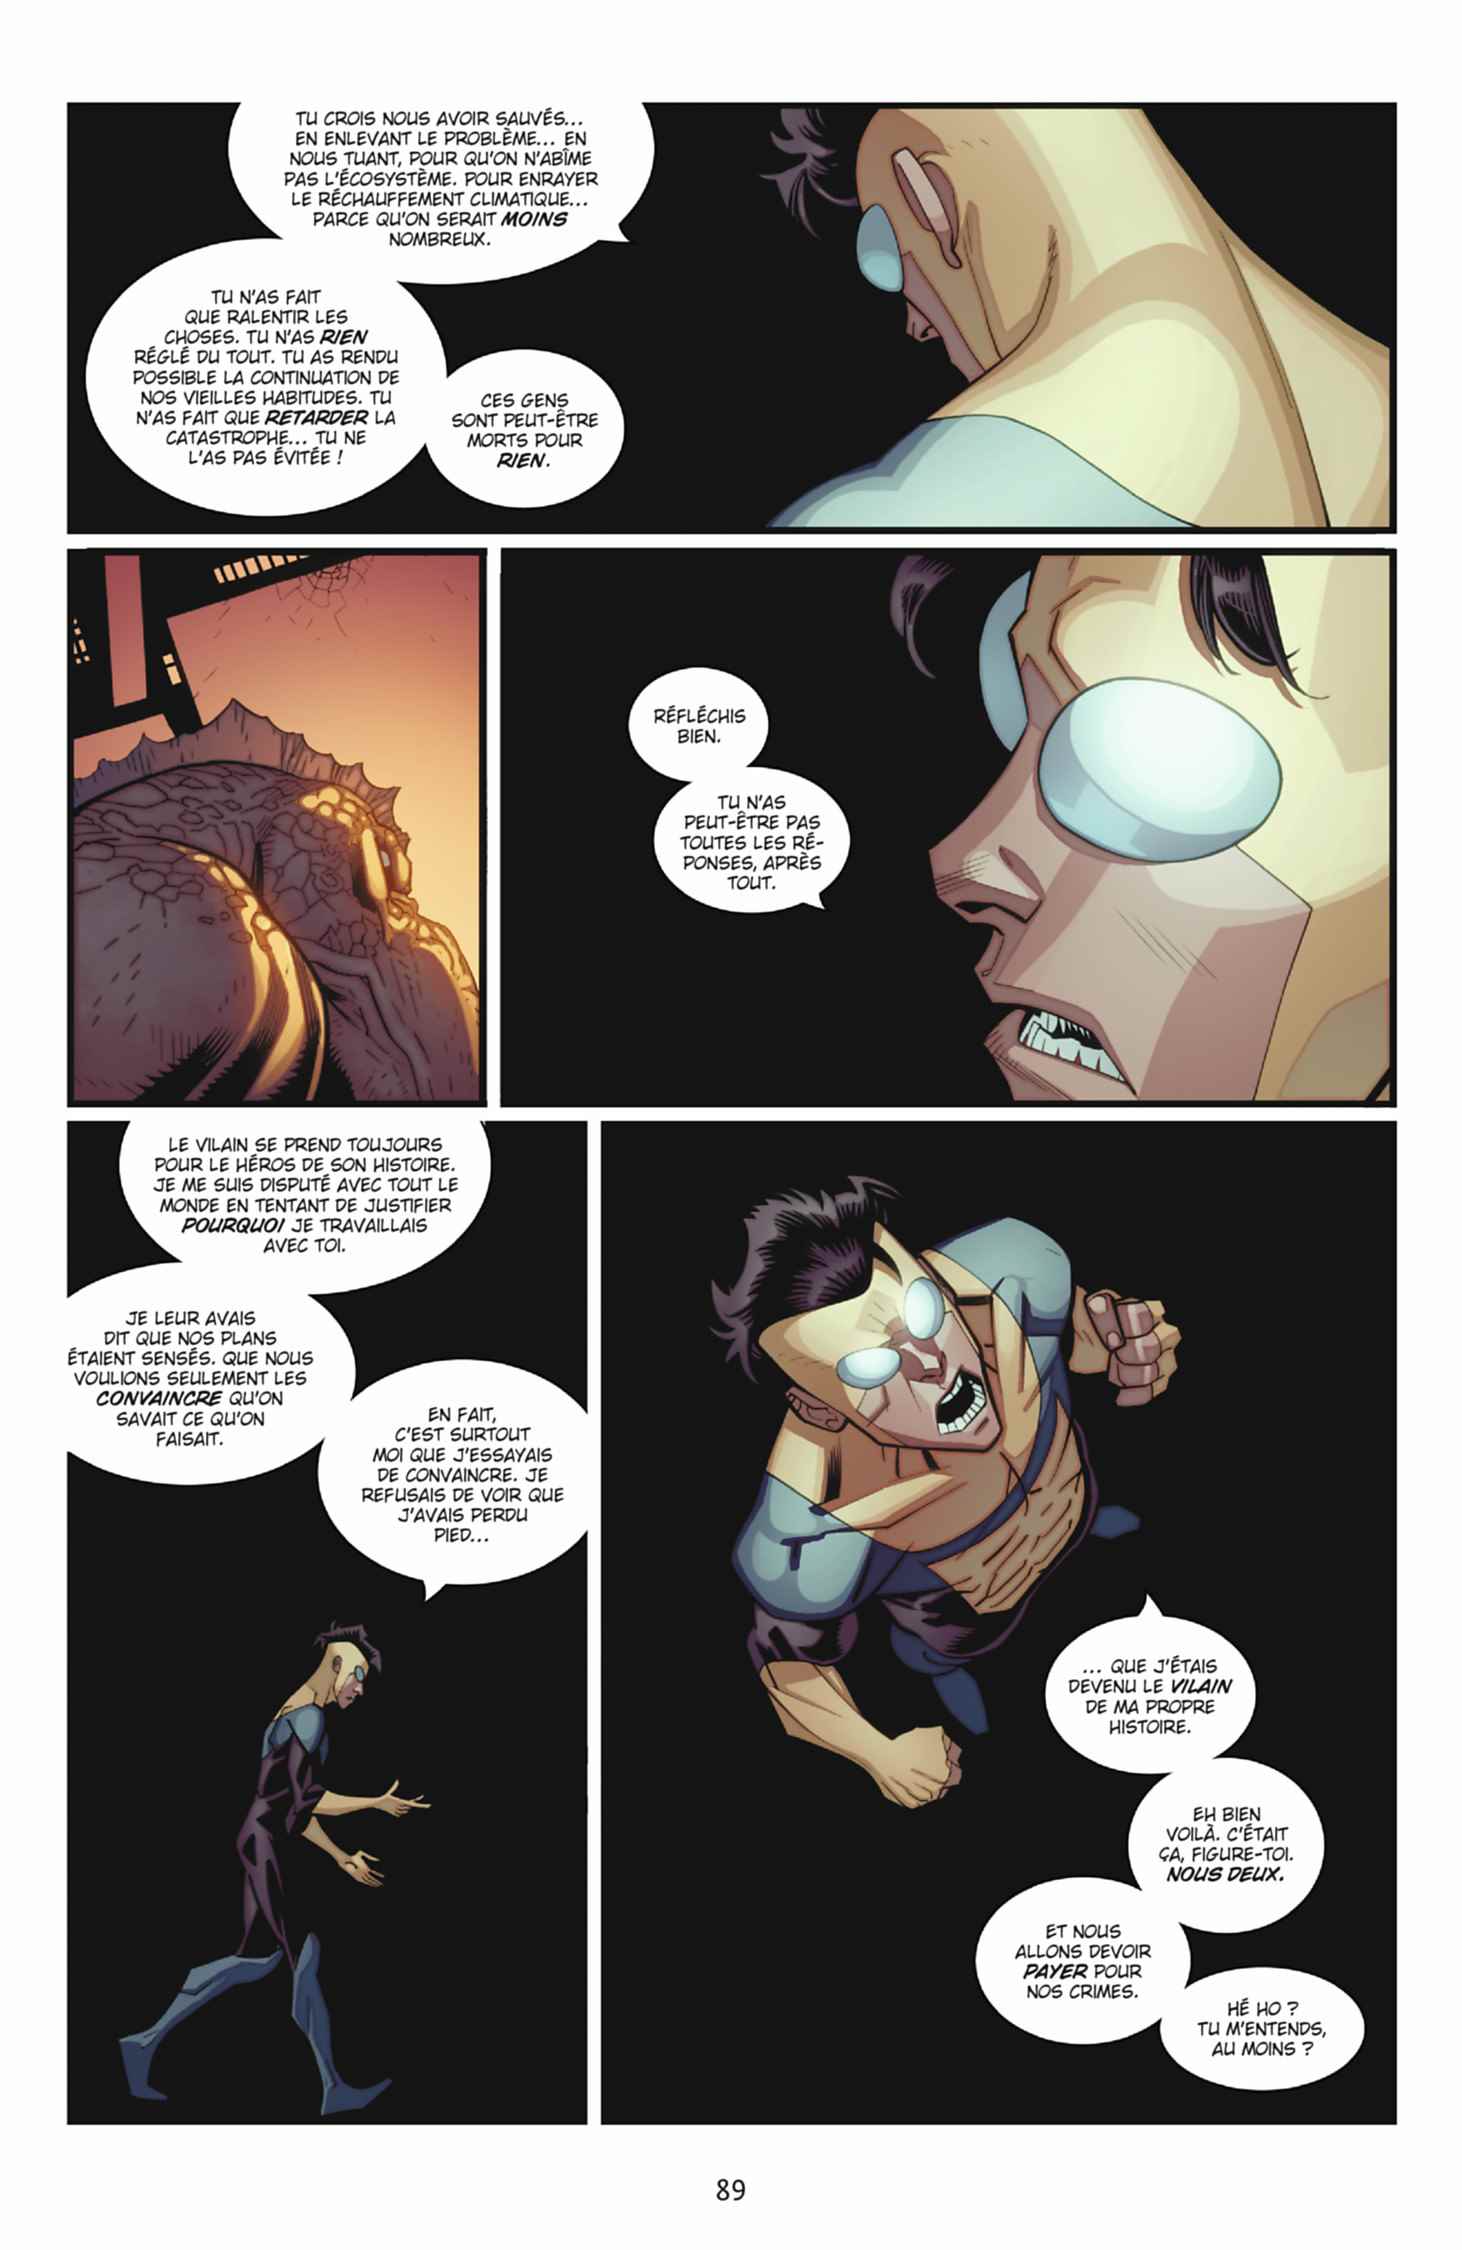 TU CROIS NOUS AVOIR SAUVÉS...
EN ENLEVANT LE PROBLÈME... EN
NOUS TUANT, POUR QU'ON N'ABÎME
PAS L'ÉCOSYSTÈME. POUR ENRAYER
LE RÉCHAUFFEMENT CLIMATIQUE...
PARCE QU'ON SERAIT MOINS
NOMBREUX.
TU N'AS FAIT
QUE RALENTIR LES
CHOSES. TU N'AS RIEN
RÉGLÉ DU TOUT. TU AS RENDU
POSSIBLE LA CONTINUATION DE
NOS VIEILLES HABITUDES. TU
N'AS FAIT QUE RETARDER LA
CATASTROPHE... TU NE
L'AS PAS ÉVITÉE !
CES GENS
SONT PEUT-ÊTRE
MORTS POUR
RIEN.
RÉFLÉCHIS
BIEN.
TU N'AS
PEUT-ÊTRE PAS
TOUTES LES RÉ-
PONSES, APRÈS
TOUT.
LE VILAIN SE PREND TOUJOURS
POUR LE HÉROS DE SON HISTOIRE.
JE ME SUIS DISPUTÉ AVEC TOUT LE
MONDE EN TENTANT DE JUSTIFIER
POURQUOI JE TRAVAILLAIS
AVEC TOI.
JE LEUR AVAIS
DIT QUE NOS PLANS
ÉTAIENT SENSÉS. QUE NOUS
VOULIONS SEULEMENT LES
CONVAINCRE QU'ON
SAVAIT CE QU'ON
FAISAIT.
EN FAIT,
C'EST SURTOUT
MOI QUE J'ESSAYAIS
DE CONVAINCRE. JE
REFUSAIS DE VOIR QUE
J'AVAIS PERDU
PIED...
... QUE J'ÉTAIS
DEVENU LE VILAIN
DE MA PROPRE
HISTOIRE.
EH BIEN
VOILÀ. C'ÉTAIT
ÇA, FIGURE-TOI.
NOUS DEUX.
ET NOUS
ALLONS DEVOIR
PAYER POUR
NOS CRIMES.
HÉ HO ?
TU M'ENTENDS,
AU MOINS ?
89